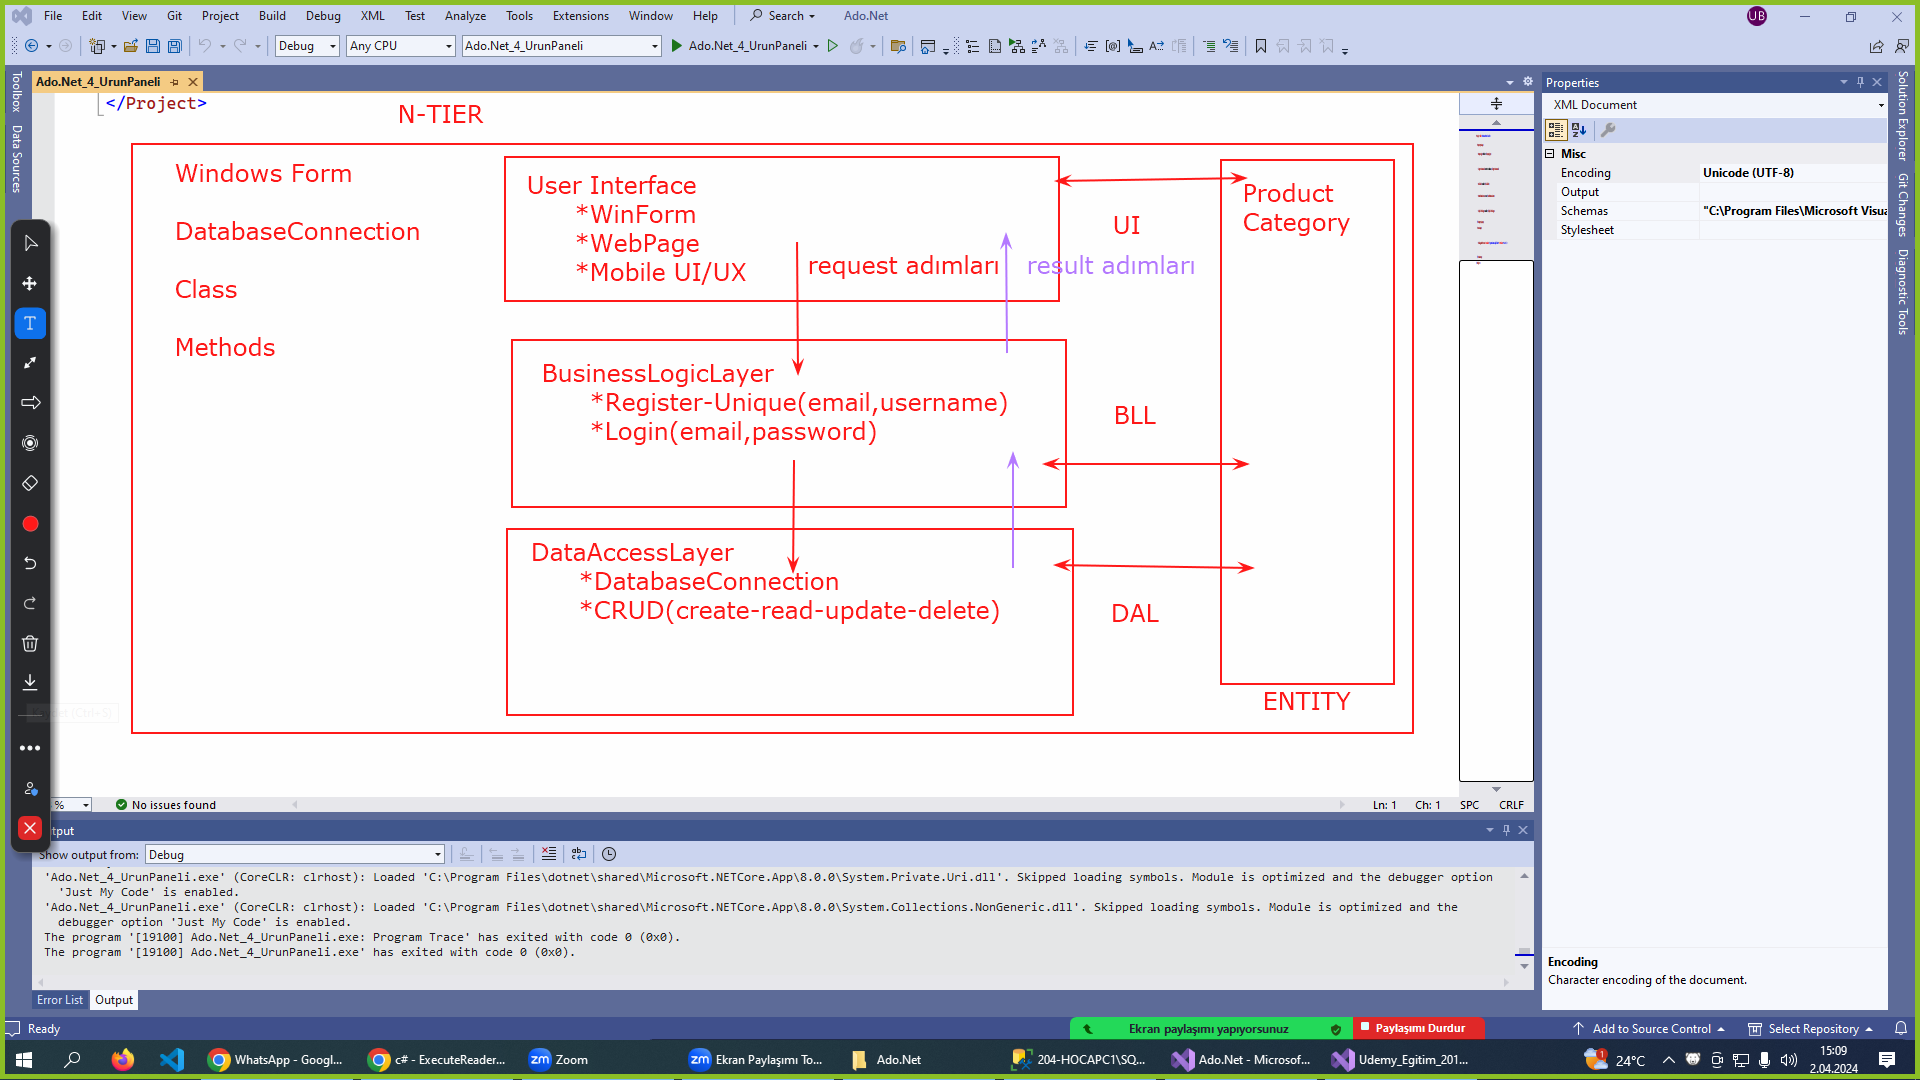 File Edit View Git Project Build Debug XML Test Analyze Tools Extensions Window Help Search Ado.Net UB
Debug Any CPU Ado.Net_4_UrunPaneli Ado.Net_4_UrunPaneli
Toolbox
Data Sources
Ado.Net_4_UrunPaneli
</Project>
N-TIER
Windows Form
DatabaseConnection
Class
Methods
User Interface
*WinForm
*WebPage
*Mobile UI/UX
request adımları
result adımları
UI
Product
Category
BusinessLogicLayer
*Register-Unique(email,username)
*Login(email,password)
BLL
DataAccessLayer
*DatabaseConnection
*CRUD(create-read-update-delete)
DAL
ENTITY
% No issues found Ln: 1 Ch: 1 SPC CRLF
Show output from: Debug
'Ado.Net_4_UrunPaneli.exe' (CoreCLR: clrhost): Loaded 'C:\Program Files\dotnet\shared\Microsoft.NETCore.App\8.0.0\System.Private.Uri.dll'. Skipped loading symbols. Module is optimized and the debugger option
'Just My Code' is enabled.
'Ado.Net_4_UrunPaneli.exe' (CoreCLR: clrhost): Loaded 'C:\Program Files\dotnet\shared\Microsoft.NETCore.App\8.0.0\System.Collections.NonGeneric.dll'. Skipped loading symbols. Module is optimized and the
debugger option 'Just My Code' is enabled.
The program '[19100] Ado.Net_4_UrunPaneli.exe: Program Trace' has exited with code 0 (0x0).
The program '[19100] Ado.Net_4_UrunPaneli.exe' has exited with code 0 (0x0).
Error List Output
Properties
XML Document
Misc
Encoding Unicode (UTF-8)
Output
Schemas "C:\Program Files\Microsoft Visua
Stylesheet
Encoding
Character encoding of the document.
Solution Explorer
Git Changes
Diagnostic Tools
Ready Ekran paylaşımı yapıyorsunuz Paylaşımı Durdur Add to Source Control Select Repository
WhatsApp - Googl... c# - ExecuteReader... Zoom Ekran Paylaşımı To... Ado.Net 204-HOCAPC1\SQ... Ado.Net - Microsof... Udemy_Egitim_201... 1 24°C 15:09
2.04.2024